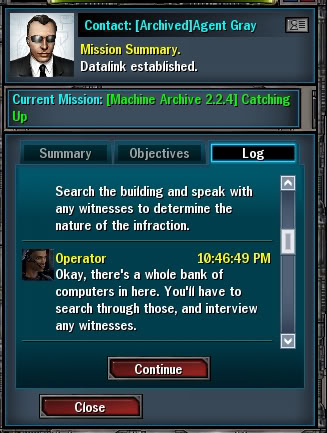 Contact: [Archived]Agent Gray
Mission Summary.
Datalink established.
Current Mission: [Machine Archive 2.2.4] Catching
Up
Summary
Objectives
Log
Search the building and speak with
any witnesses to determine the
nature of the infraction.
Operator 10:46:49 PM
Okay, there's a whole bank of
computers in here. You'll have to
search through those, and interview
any witnesses.
Continue
Close